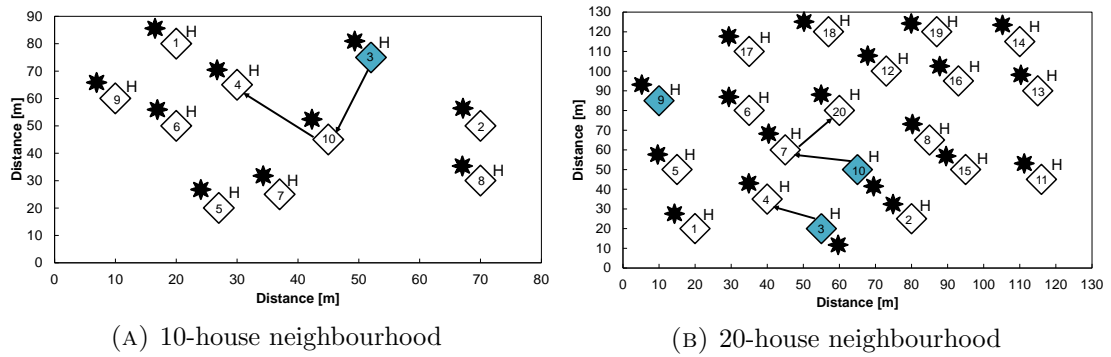 90
80
70
60
50
40
30
20
10
0
0 10 20 30 40 50 60 70 80
Distance [m]
Distance [m]
1 H
3 H
4 H
9 H
6 H
10 H
2 H
8 H
7 H
5 H
(A) 10-house neighbourhood
130
120
110
100
90
80
70
60
50
40
30
20
10
0
0 10 20 30 40 50 60 70 80 90 100 110 120 130
Distance [m]
Distance [m]
18 H
19 H
14 H
17 H
12 H
16 H
13 H
9 H
6 H
20 H
8 H
7 H
5 H
10 H
15 H
11 H
4 H
2 H
1 H
3 H
(B) 20-house neighbourhood